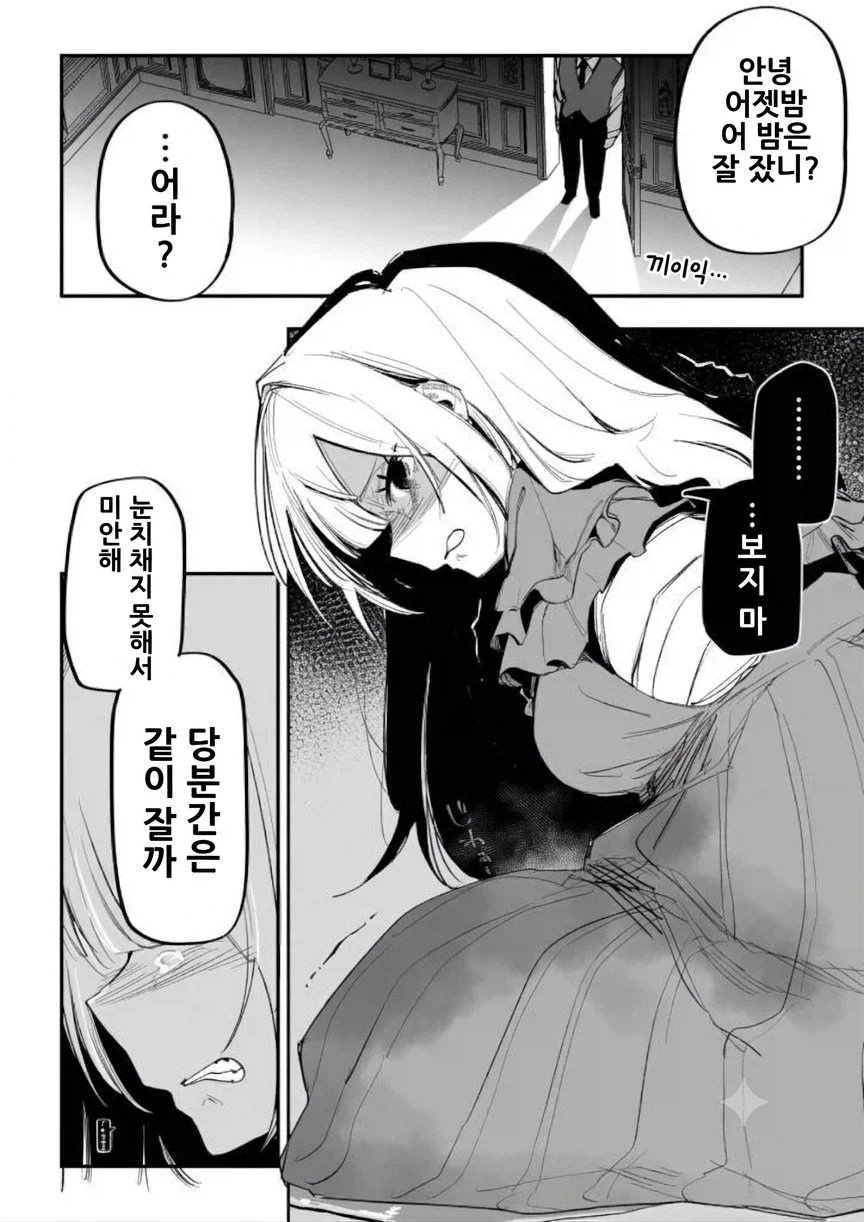 안녕
어젯밤
어 밤은
잘 잤니?
끼이익...
…어라?
………
…보지 마
눈치채지 못해서
미안해
당분간은
같이 잘까